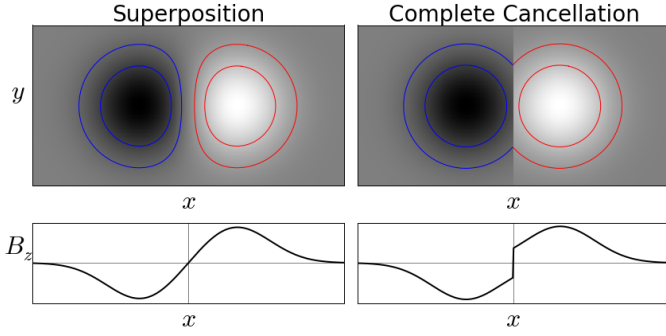 Superposition
Complete Cancellation
y
x
x
B_z
x
x